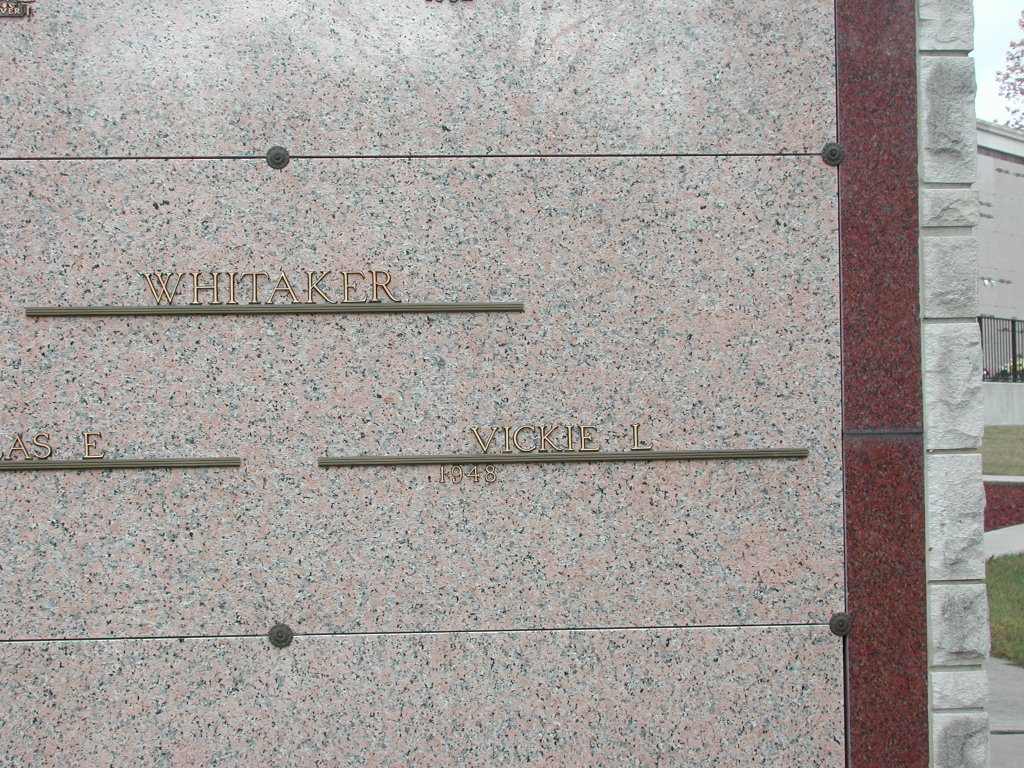 WHITAKER
AS E
VICKIE L
1948